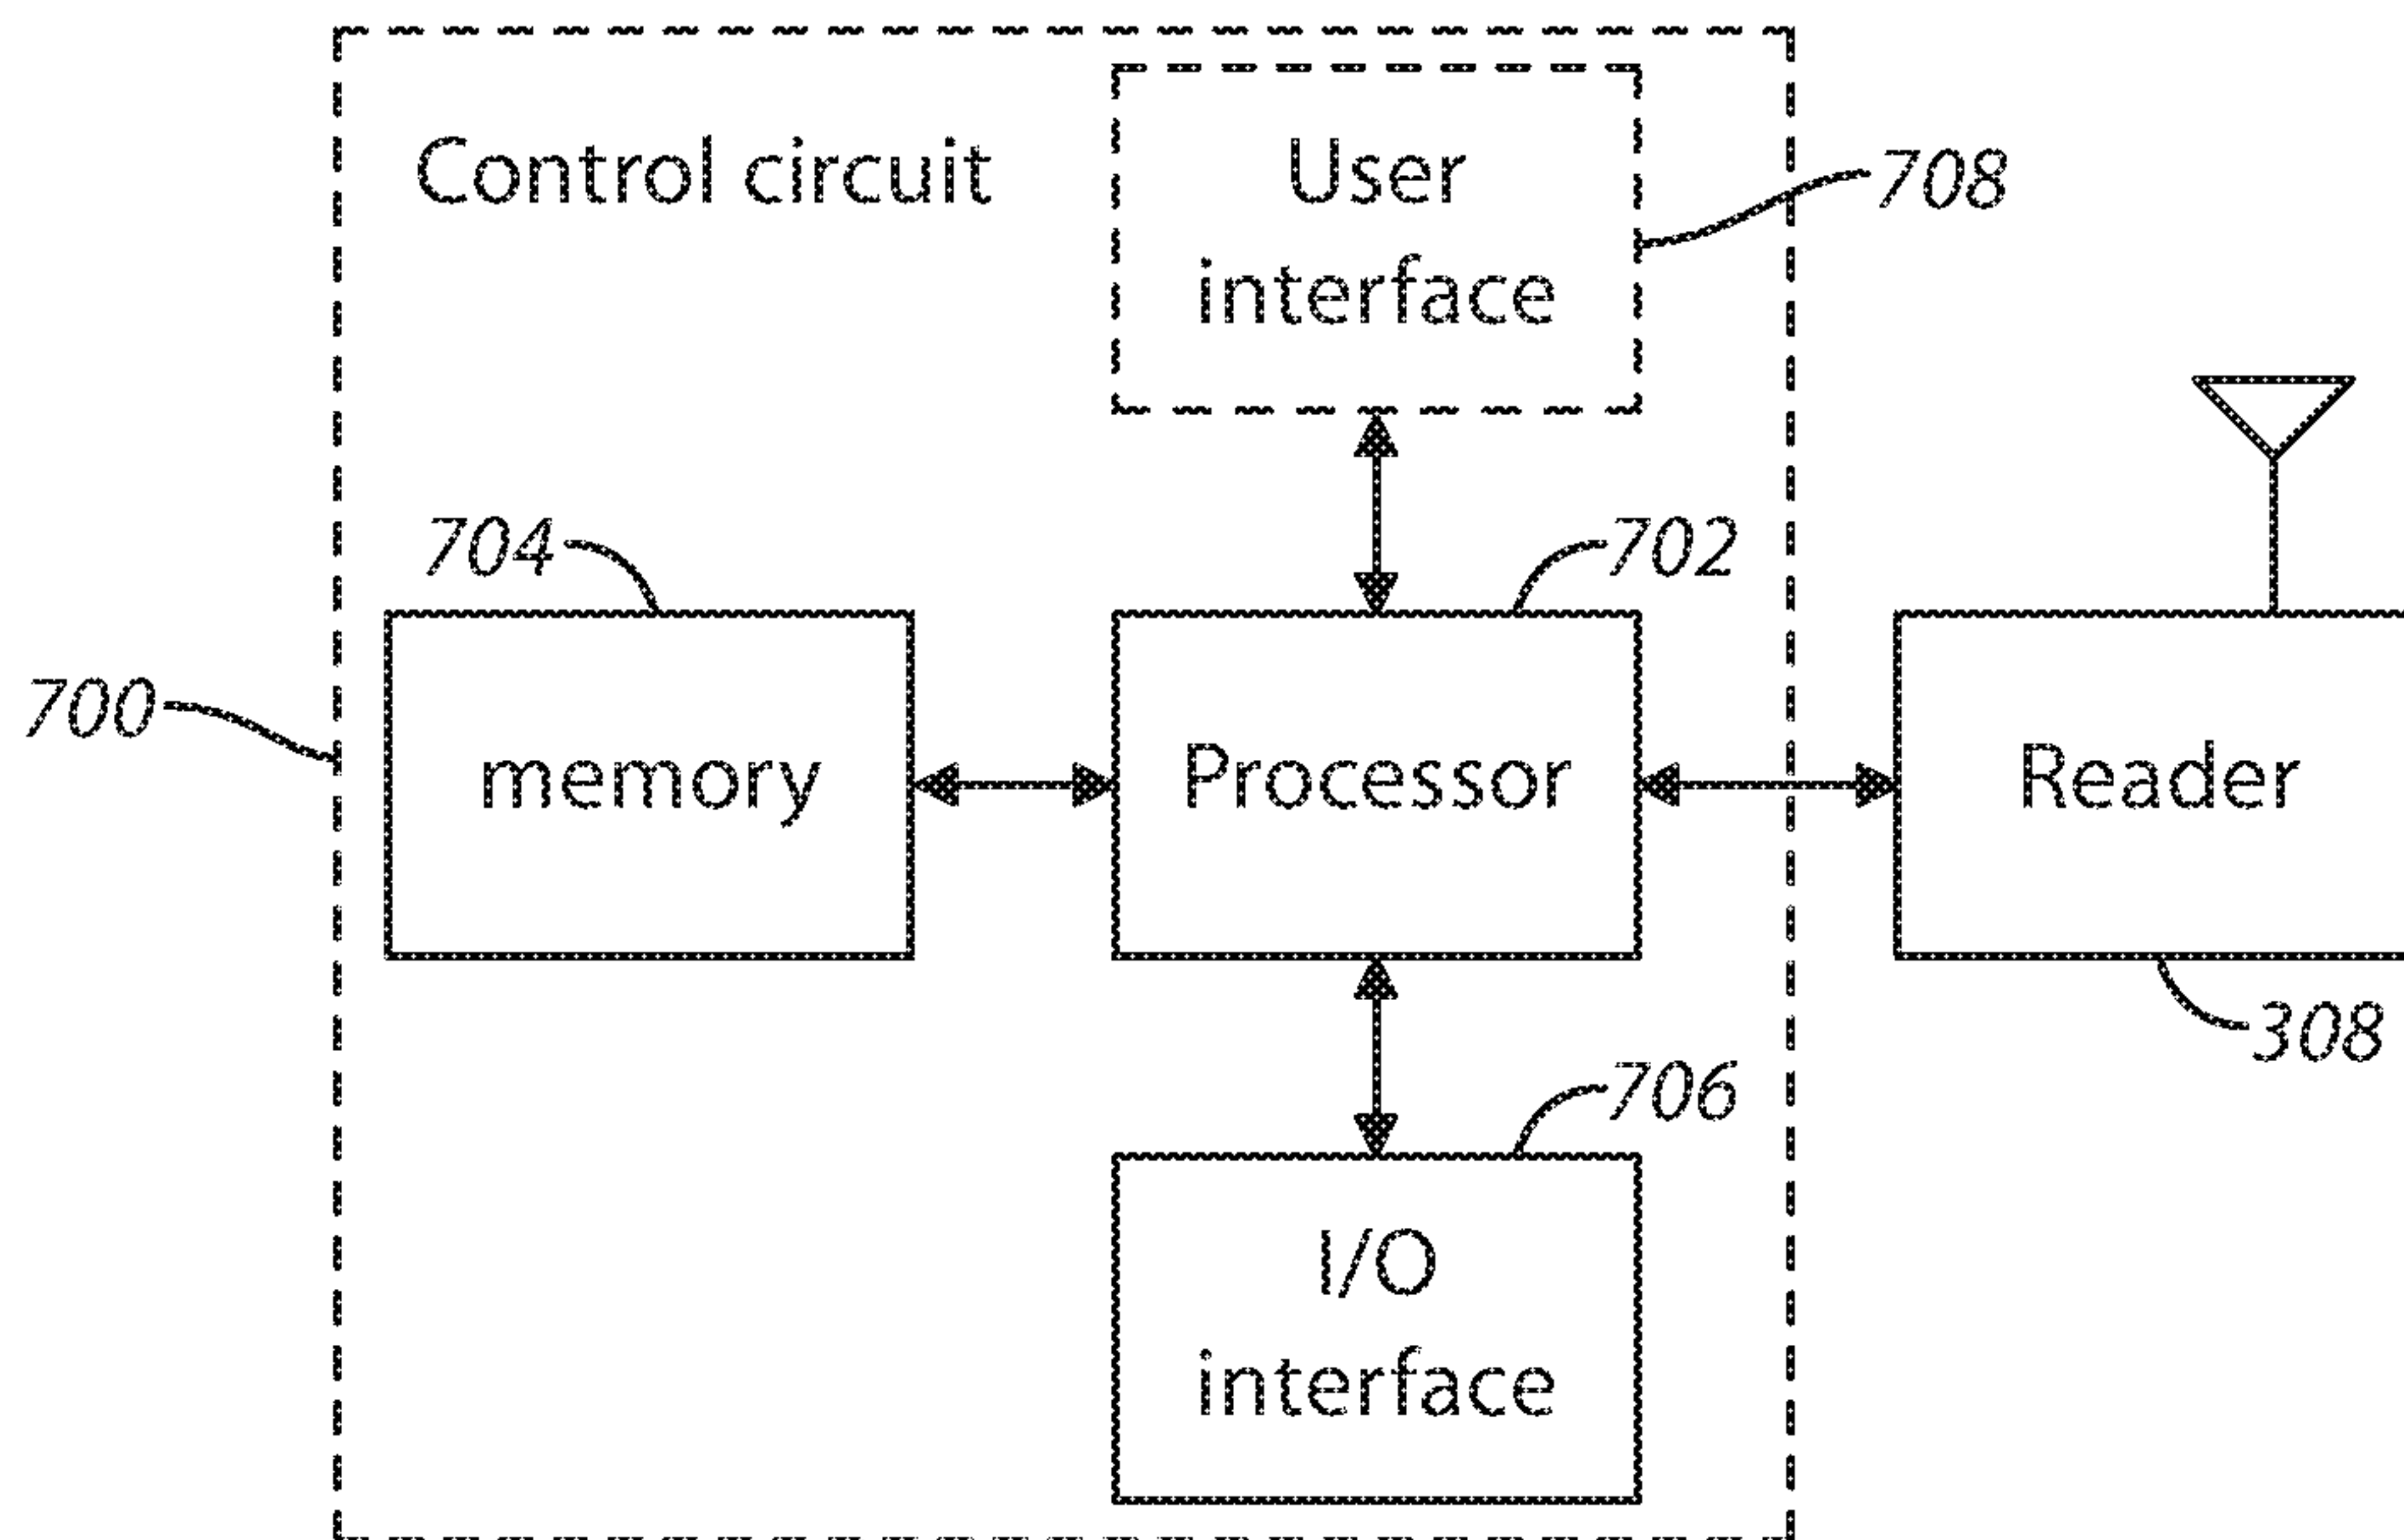 Control circuit
User
interface
708
704
702
700
memory
Processor
Reader
308
706
I/O
interface